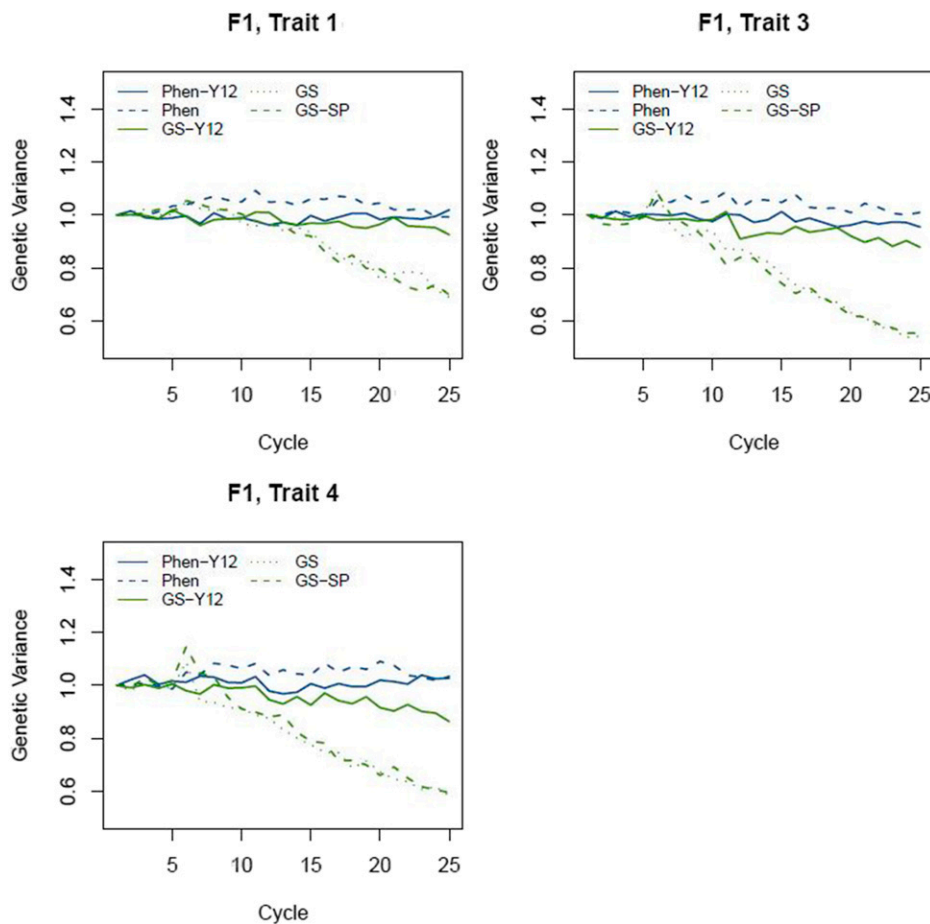 F1, Trait 1
Phen-Y12
Phen
GS-Y12
GS
GS-SP
Genetic Variance
1.4
1.2
1.0
0.8
0.6
5 10 15 20 25
Cycle
F1, Trait 3
Phen-Y12
Phen
GS-Y12
GS
GS-SP
Genetic Variance
1.4
1.2
1.0
0.8
0.6
5 10 15 20 25
Cycle
F1, Trait 4
Phen-Y12
Phen
GS-Y12
GS
GS-SP
Genetic Variance
1.4
1.2
1.0
0.8
0.6
5 10 15 20 25
Cycle